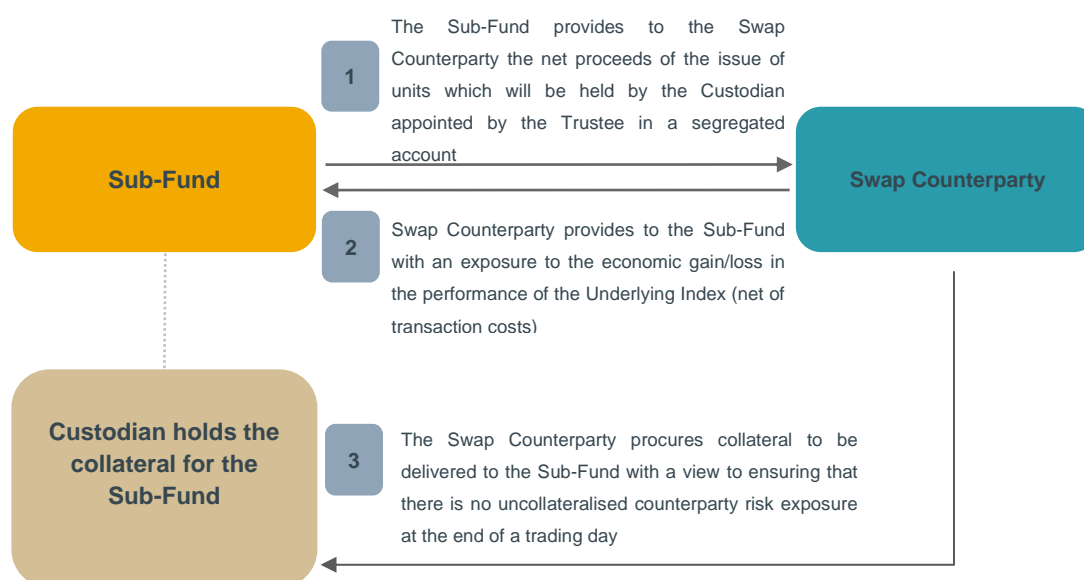 The Sub-Fund provides to the Swap
Counterparty the net proceeds of the issue of
units which will be held by the Custodian
appointed by the Trustee in a segregated
account
1
Sub-Fund
Swap Counterparty
2
Swap Counterparty provides to the Sub-Fund
with an exposure to the economic gain/loss in
the performance of the Underlying Index (net of
transaction costs)
Custodian holds the
collateral for the
Sub-Fund
3
The Swap Counterparty procures collateral to be
delivered to the Sub-Fund with a view to ensuring that
there is no uncollateralised counterparty risk exposure
at the end of a trading day